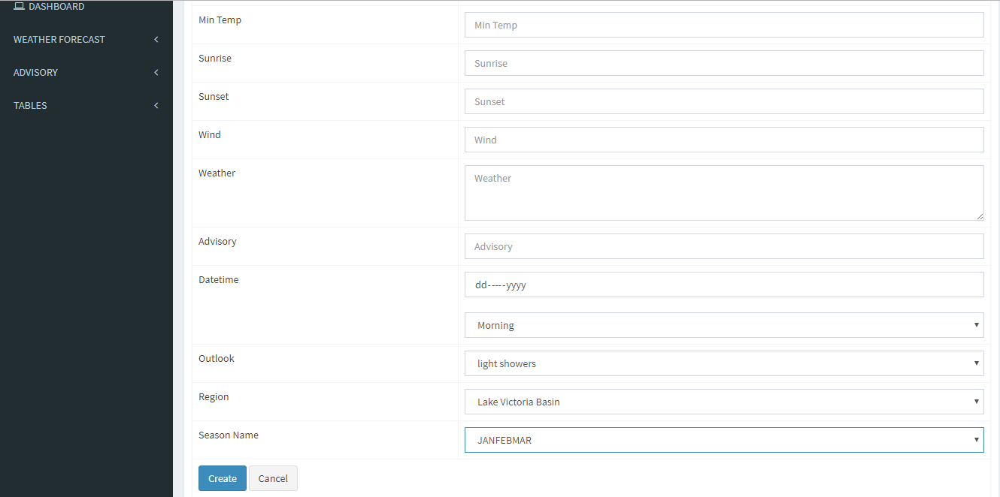 DASHBOARD
WEATHER FORECAST
ADVISORY
TABLES
Min Temp
Min Temp
Sunrise
Sunrise
Sunset
Sunset
Wind
Wind
Weather
Weather
Advisory
Advisory
Datetime
dd-----yyyy
Morning
Outlook
light showers
Region
Lake Victoria Basin
Season Name
JANFEBMAR
Create Cancel